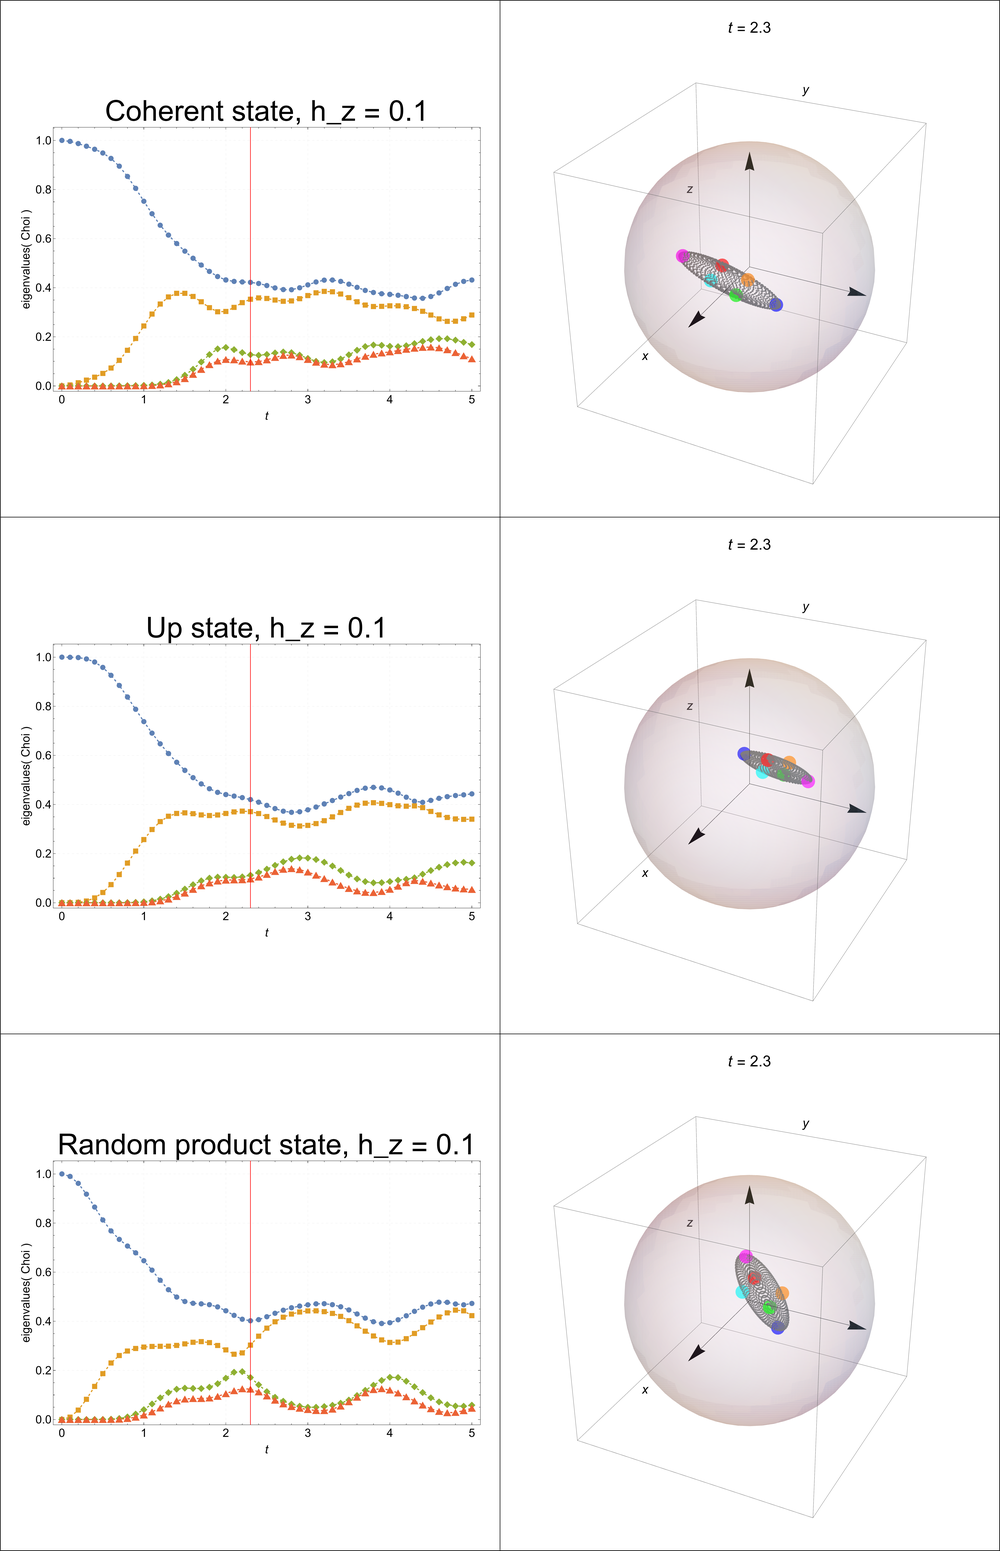 t = 2.3
Coherent state, h_z = 0.1
eigenvalues( Choi )
1.0
0.8
0.6
0.4
0.2
0.0
0 1 2 3 4 5
t
y
z
x
t = 2.3
Up state, h_z = 0.1
eigenvalues( Choi )
1.0
0.8
0.6
0.4
0.2
0.0
0 1 2 3 4 5
t
y
z
x
t = 2.3
Random product state, h_z = 0.1
eigenvalues( Choi )
1.0
0.8
0.6
0.4
0.2
0.0
0 1 2 3 4 5
t
y
z
x